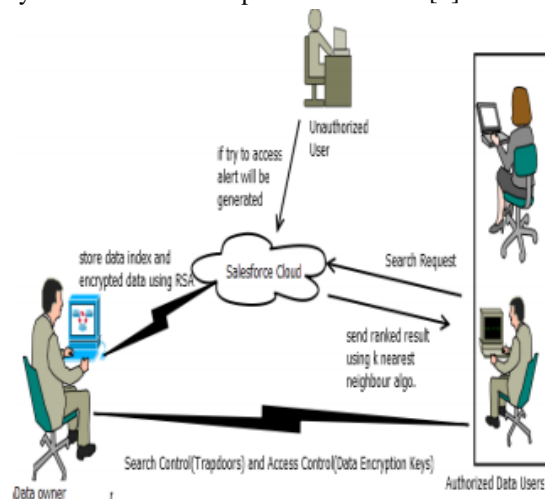 Unauthorized
User
if try to access
alert will be
generated
store data index and
encrypted data using RSA
Salesforce Cloud
Search Request
send ranked result
using k nearest
neighbour algo.
Search Control(Trapdoors) and Access Control(Data Encryption Keys)
Data owner
Authorized Data Users